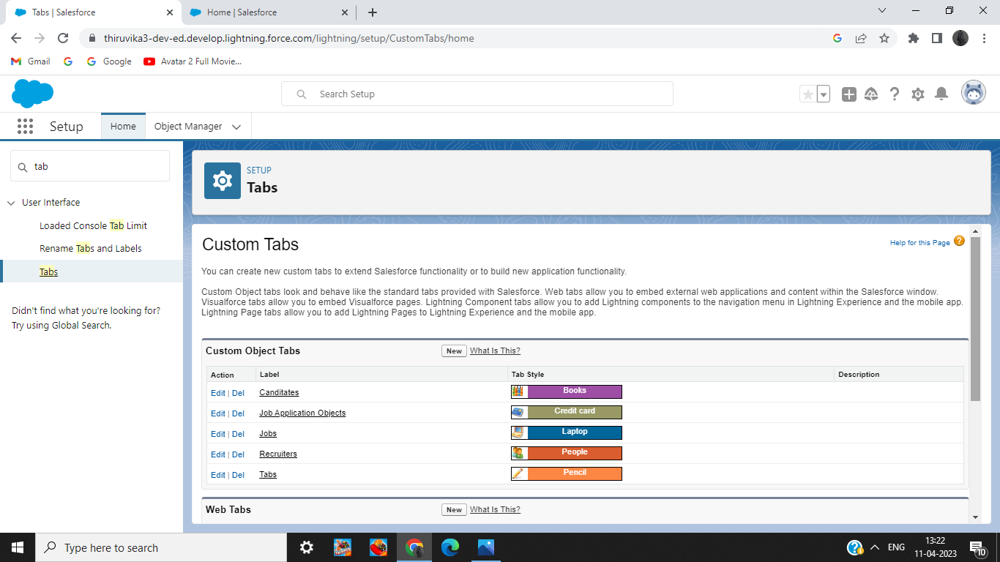 Tabs | Salesforce
Home | Salesforce
thiruvika3-dev-ed.develop.lightning.force.com/lightning/setup/CustomTabs/home
Gmail
Google
Avatar 2 Full Movie...
Search Setup
Setup
Home
Object Manager
tab
User Interface
Loaded Console Tab Limit
Rename Tabs and Labels
Tabs
Didn't find what you're looking for?
Try using Global Search.
SETUP
Tabs
Custom Tabs
Help for this Page
You can create new custom tabs to extend Salesforce functionality or to build new application functionality.
Custom Object tabs look and behave like the standard tabs provided with Salesforce. Web tabs allow you to embed external web applications and content within the Salesforce window.
Visualforce tabs allow you to embed Visualforce pages. Lightning Component tabs allow you to add Lightning components to the navigation menu in Lightning Experience and the mobile app.
Lightning Page tabs allow you to add Lightning Pages to Lightning Experience and the mobile app.
Custom Object Tabs New What Is This?
Action Label Tab Style Description
Edit | Del Canditates Books
Edit | Del Job Application Objects Credit card
Edit | Del Jobs Laptop
Edit | Del Recruiters People
Edit | Del Tabs Pencil
Web Tabs New What Is This?
Type here to search
ENG
13:22
11-04-2023
10